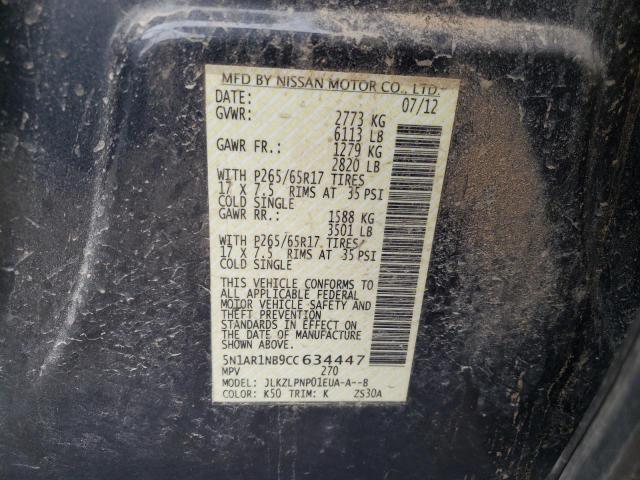 MFD BY NISSAN MOTOR CO., LTD.
DATE: 07/12
GVWR: 2773 KG
6113 LB
GAWR FR.: 1279 KG
2820 LB
WITH P265/65R17 TIRES
17 X 7.5 RIMS AT 35 PSI
COLD SINGLE
GAWR RR.: 1588 KG
3501 LB
WITH P265/65R17 TIRES
17 X 7.5 RIMS AT 35 PSI
COLD SINGLE
THIS VEHICLE CONFORMS TO
ALL APPLICABLE FEDERAL
MOTOR VEHICLE SAFETY AND
THEFT PREVENTION
STANDARDS IN EFFECT ON
THE DATE OF MANUFACTURE
SHOWN ABOVE.
5N1AR1NB9CC634447
MPV 270
MODEL: JLKZLPNP01EUA-A--B
COLOR: K50 TRIM: K ZS30A